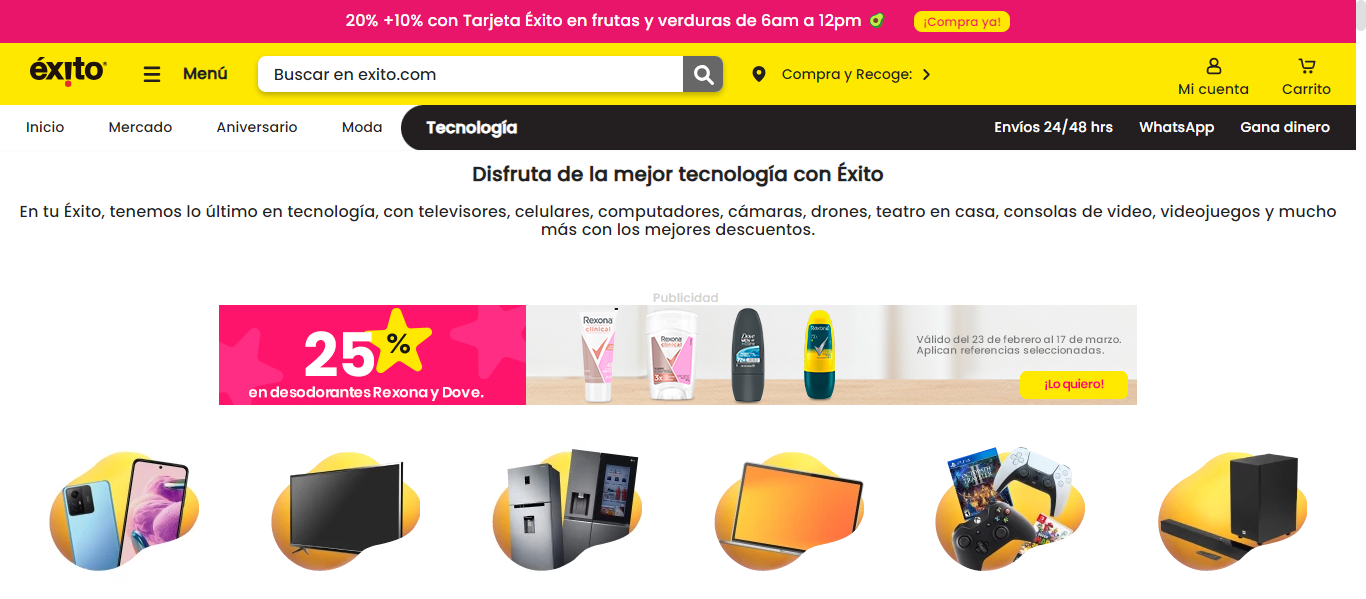 20% +10% con Tarjeta Éxito en frutas y verduras de 6am a 12pm
¡Compra ya!
éxito
Menú
Buscar en exito.com
Compra y Recoge:
Mi cuenta
Carrito
Inicio
Mercado
Aniversario
Moda
Tecnología
Envíos 24/48 hrs
WhatsApp
Gana dinero
Disfruta de la mejor tecnología con Éxito
En tu Éxito, tenemos lo último en tecnología, con televisores, celulares, computadores, cámaras, drones, teatro en casa, consolas de video, videojuegos y mucho
más con los mejores descuentos.
Publicidad
25%
en desodorantes Rexona y Dove.
Rexona
clinical
Rexona
clinical
Dove
MEN+CARE
Rexona
Válido del 23 de febrero al 17 de marzo.
Aplican referencias seleccionadas.
¡Lo quiero!
OCTOPATH
TRAVELER